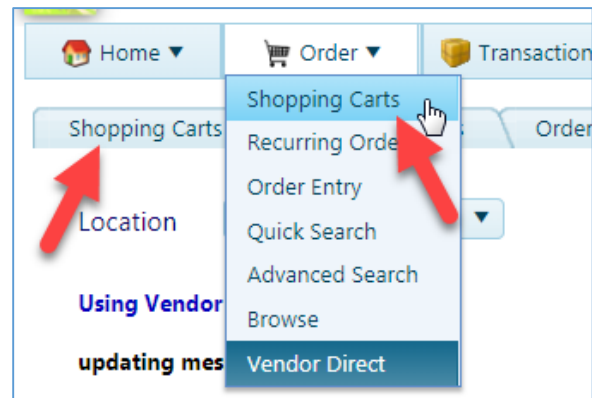 Home ▼ Order ▼ Transaction
Shopping Carts
Shopping Carts Order
Recurring Orde
Order Entry
Location
Quick Search
Advanced Search
Using Vendor
Browse
updating mes Vendor Direct